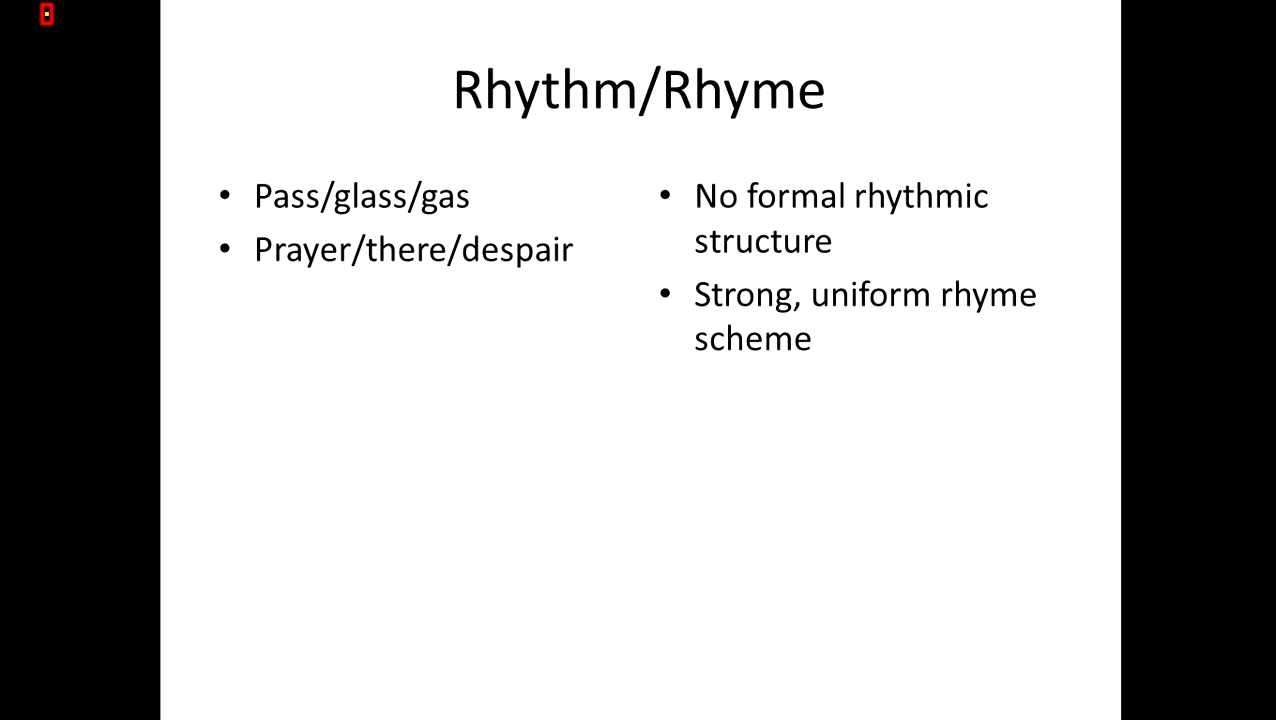 Rhythm/Rhyme
• Pass/glass/gas
• Prayer/there/despair
• No formal rhythmic
structure
• Strong, uniform rhyme
scheme